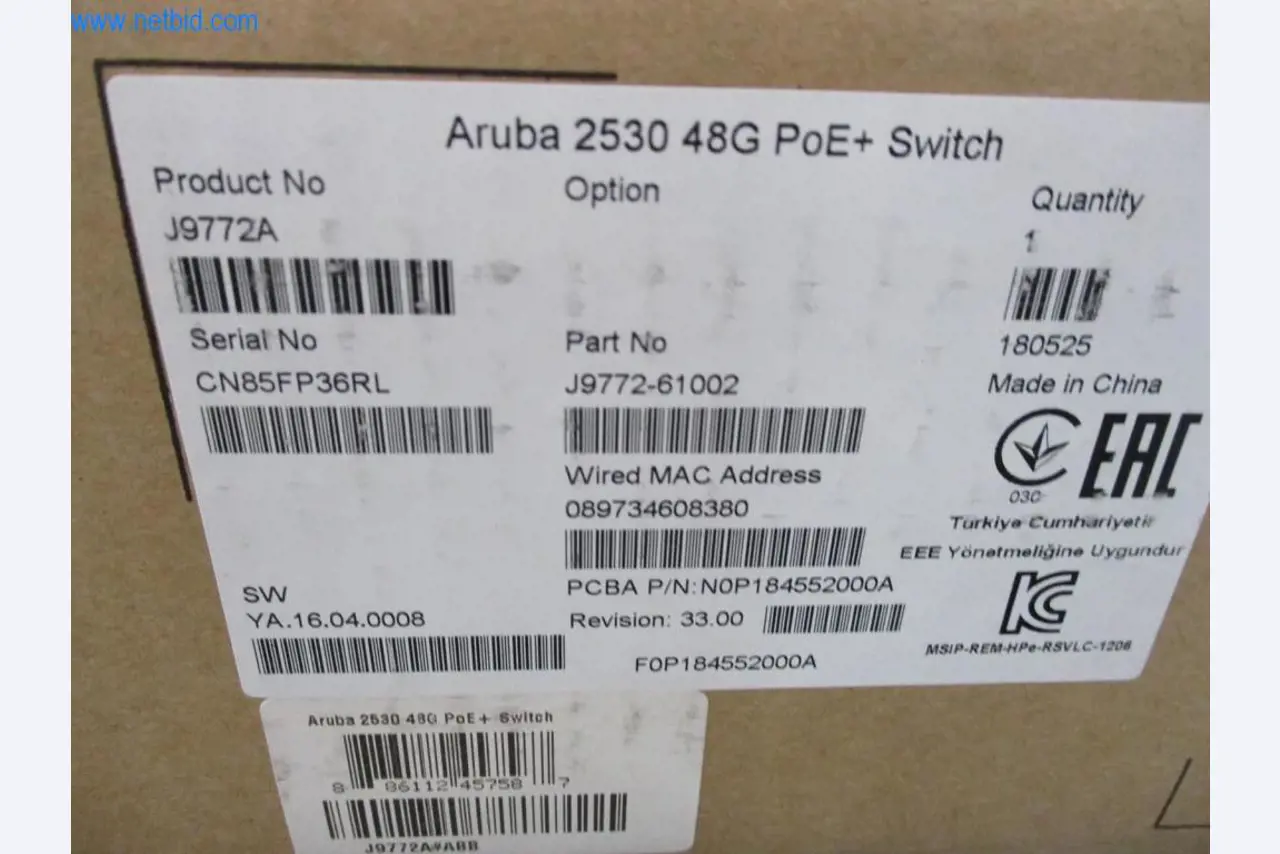 www.netbid.com
Aruba 2530 48G PoE+ Switch
Product No
J9772A
Option
Quantity
1
Serial No
CN85FP36RL
Part No
J9772-61002
180525
Made in China
030
EAC
Wired MAC Address
089734608380
Türkiye Cumhuriyeti
EEE Yönetmeliğine Uygundur
PCBA P/N: N0P184552000A
Revision: 33.00
F0P184552000A
SW
YA.16.04.0008
MSIP-REM-HPe-RSVLC-1206
Aruba 2530 48G PoE+ Switch
8 86112 45758 7
J9772A#ABB